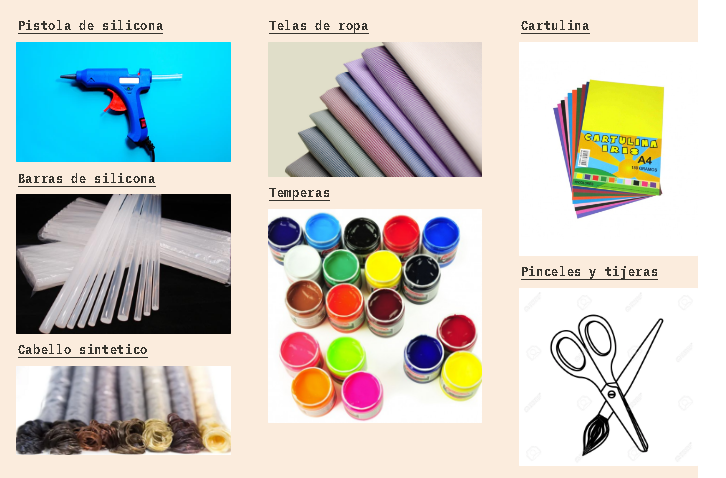 Pistola de silicona
Barras de silicona
Cabello sintetico
Telas de ropa
Temperas
Cartulina
CARTULINA
IRIS
A4
Pinceles y tijeras